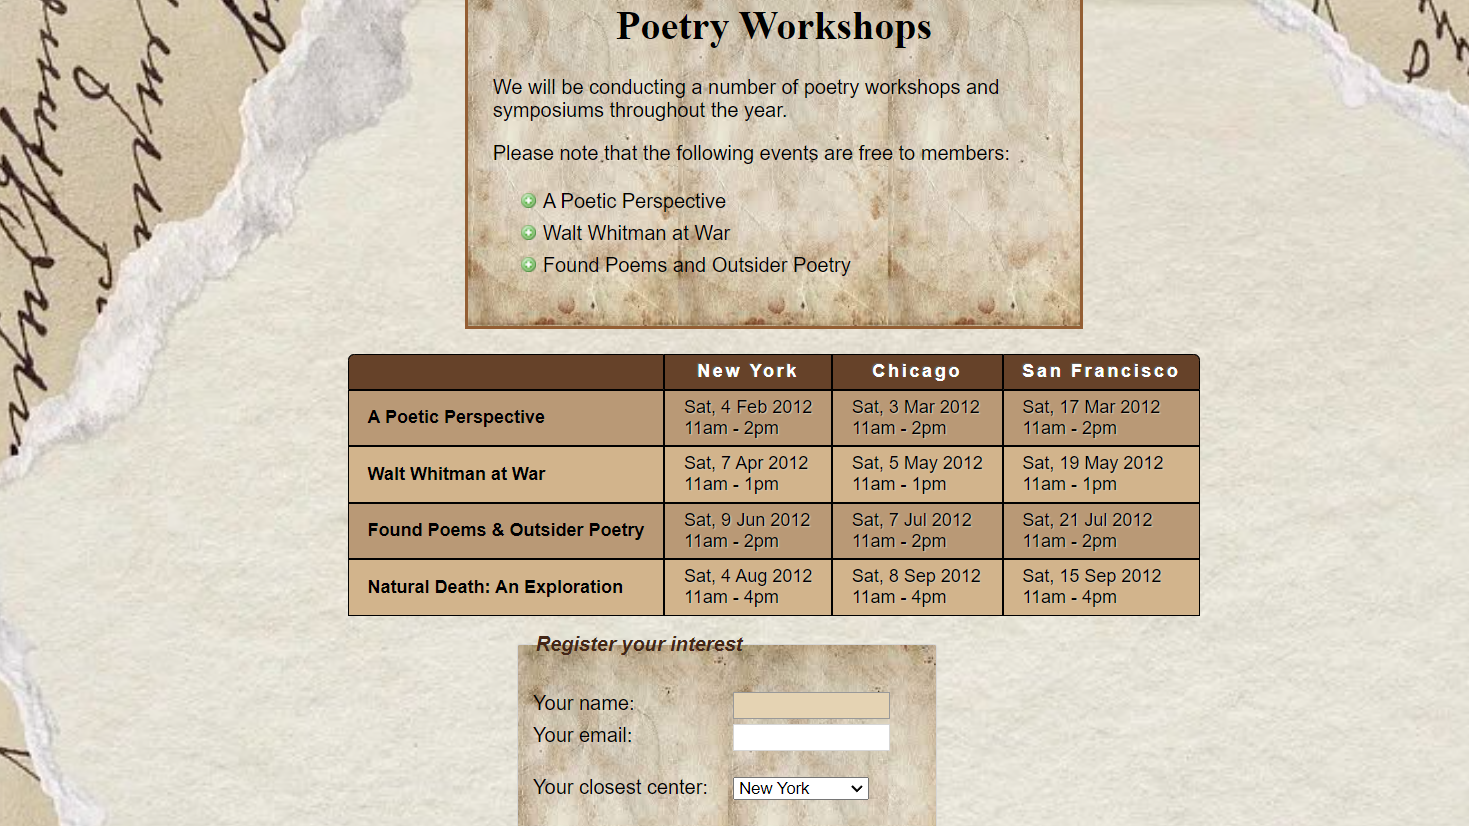 Poetry Workshops
We will be conducting a number of poetry workshops and
symposiums throughout the year.
Please note that the following events are free to members:
A Poetic Perspective
Walt Whitman at War
Found Poems and Outsider Poetry
New York Chicago San Francisco
A Poetic Perspective
Sat, 4 Feb 2012
11am - 2pm
Sat, 3 Mar 2012
11am - 2pm
Sat, 17 Mar 2012
11am - 2pm
Walt Whitman at War
Sat, 7 Apr 2012
11am - 1pm
Sat, 5 May 2012
11am - 1pm
Sat, 19 May 2012
11am - 1pm
Found Poems & Outsider Poetry
Sat, 9 Jun 2012
11am - 2pm
Sat, 7 Jul 2012
11am - 2pm
Sat, 21 Jul 2012
11am - 2pm
Natural Death: An Exploration
Sat, 4 Aug 2012
11am - 4pm
Sat, 8 Sep 2012
11am - 4pm
Sat, 15 Sep 2012
11am - 4pm
Register your interest
Your name:
Your email:
Your closest center: New York